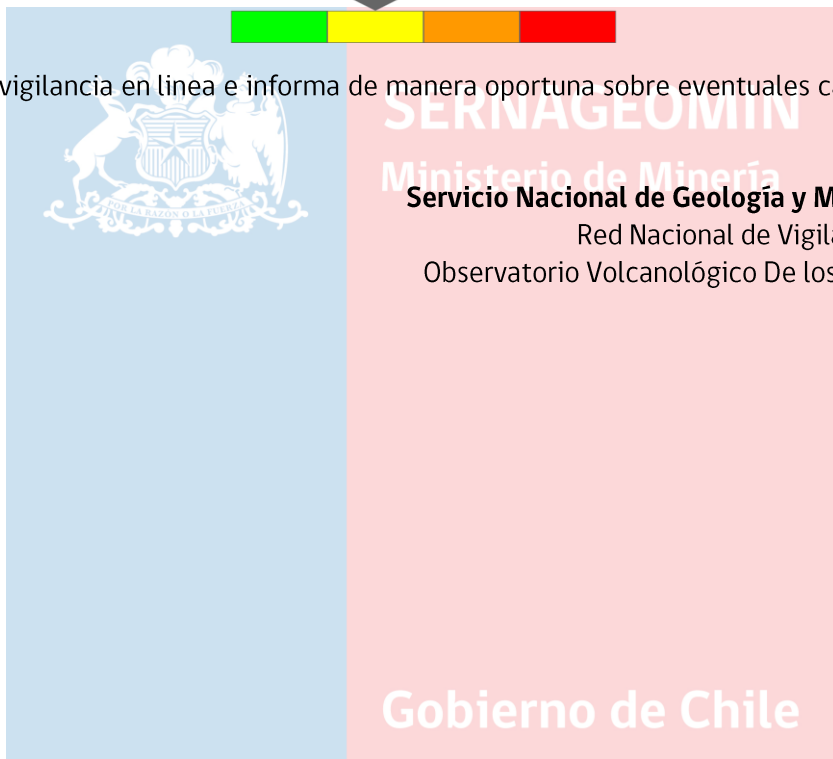 vigilancia en linea e informa de manera oportuna sobre eventuales
SERNAGEOMIN
Ministerio de Minería
Servicio Nacional de Geología y
Red Nacional de
Observatorio Volcanológico De los
POR LA RAZÓN O LA FUERZA
Gobierno de Chile